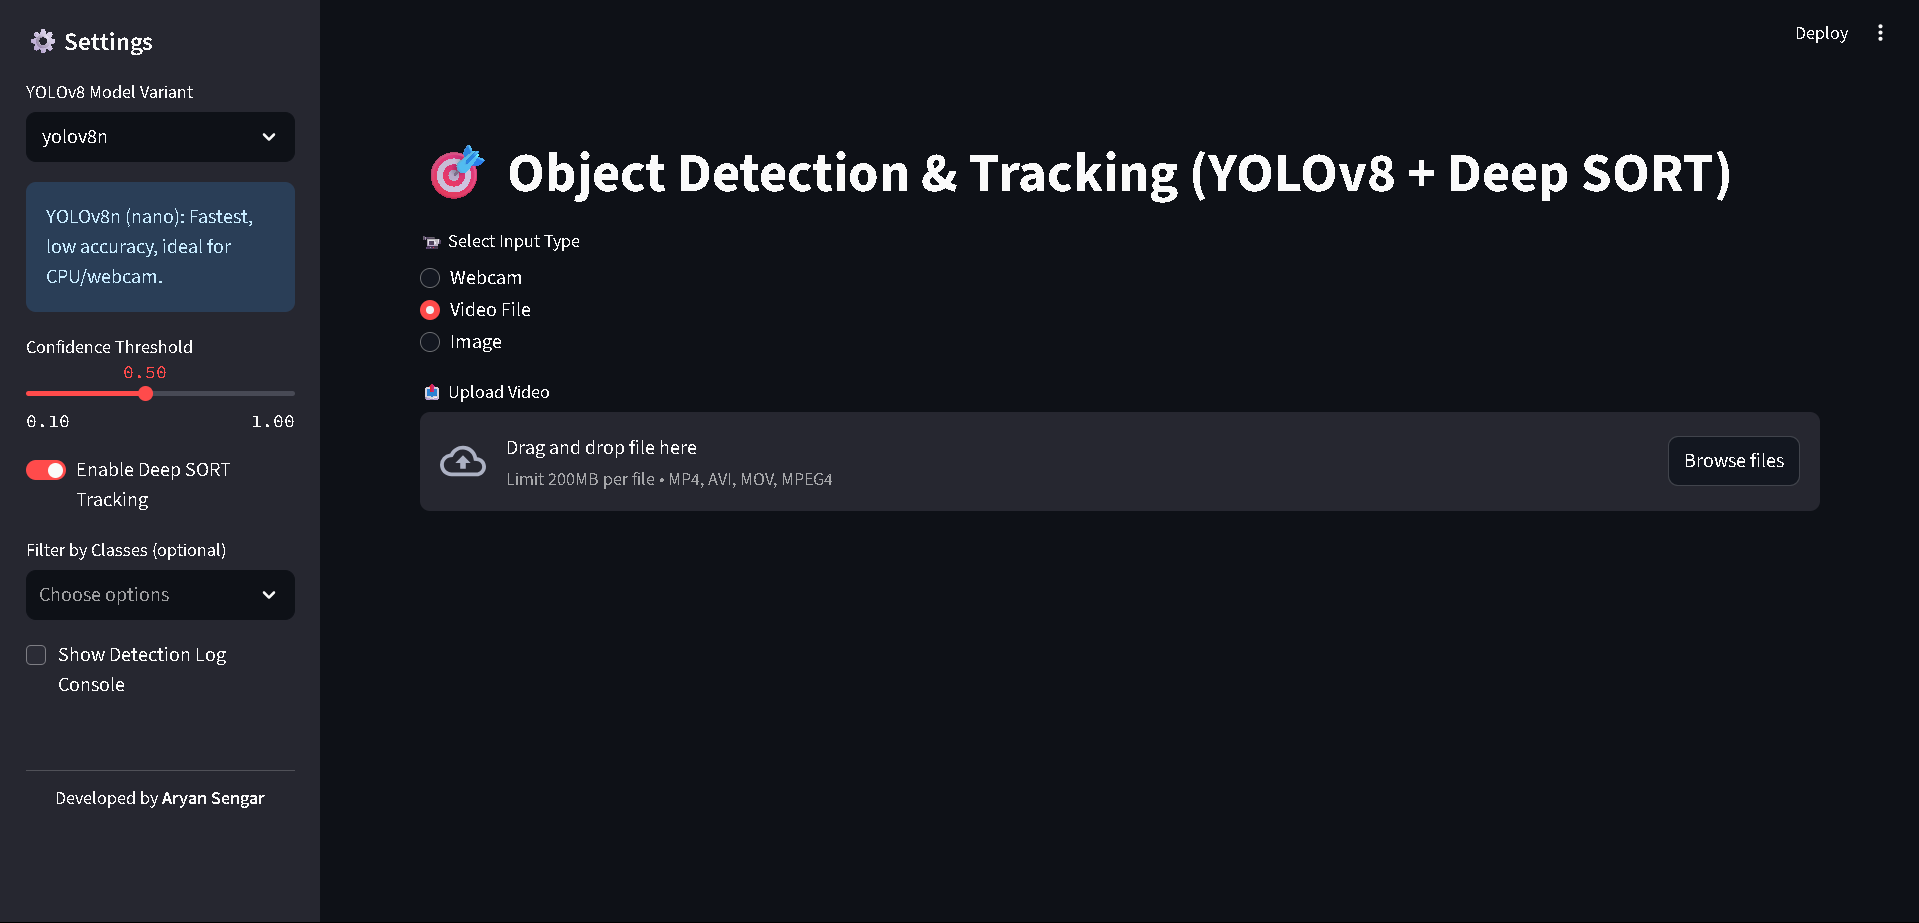 Settings
YOLOv8 Model Variant
yolov8n
YOLOv8n (nano): Fastest,
low accuracy, ideal for
CPU/webcam.
Confidence Threshold
0.50
0.10 1.00
Enable Deep SORT
Tracking
Filter by Classes (optional)
Choose options
Show Detection Log
Console
Developed by Aryan Sengar
Deploy
Object Detection & Tracking (YOLOv8 + Deep SORT)
Select Input Type
Webcam
Video File
Image
Upload Video
Drag and drop file here
Limit 200MB per file • MP4, AVI, MOV, MPEG4
Browse files